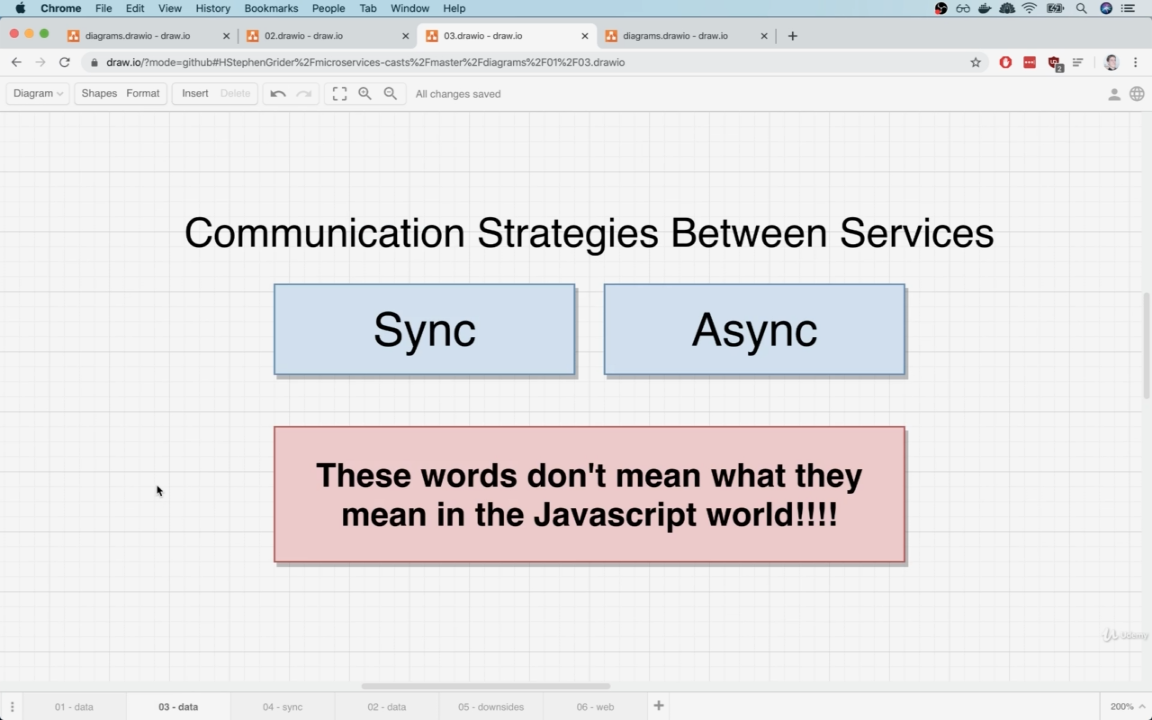 Chrome File Edit View History Bookmarks People Tab Window Help
diagrams.drawio - draw.io
02.drawio - draw.io
03.drawio - draw.io
diagrams.drawio - draw.io
draw.io/?mode=github#HStephenGrider%2Fmicroservices-casts%2Fmaster%2Fdiagrams%2F01%2F03.drawio
Diagram Shapes Format Insert Delete All changes saved
Communication Strategies Between Services
Sync
Async
These words don't mean what they
mean in the Javascript world!!!!
Udemy
01 - data 03 - data 04 - sync 02 - data 05 - downsides 06 - web
200%